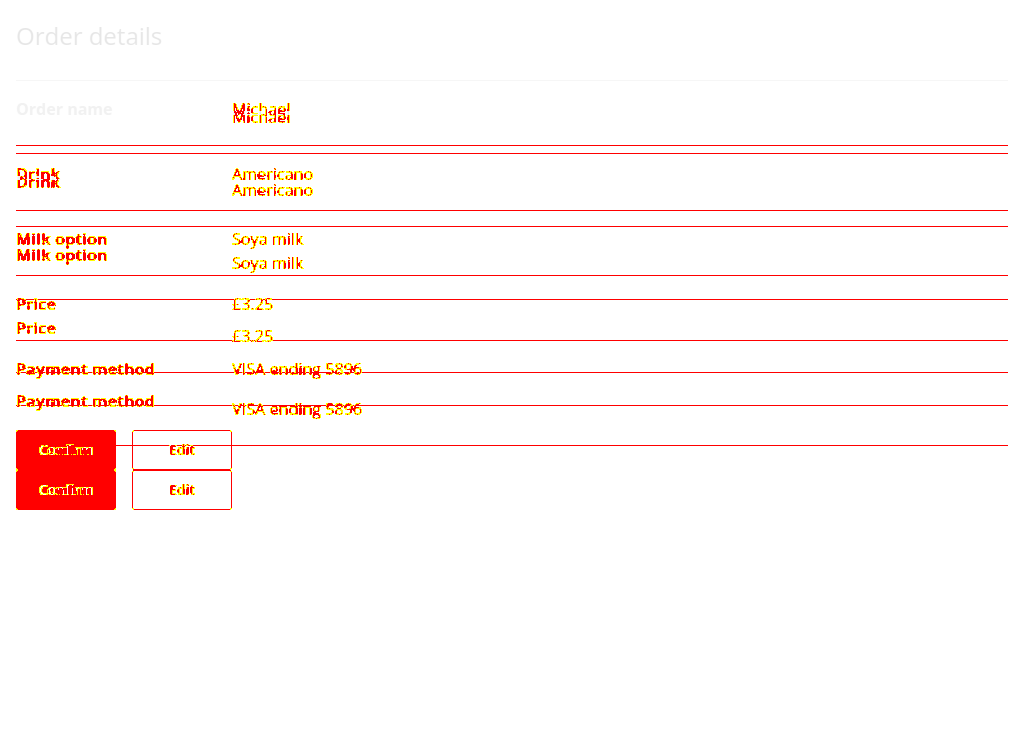 Order details
Order name Michael
Michael
Drink Americano
Drink
Americano
Milk option Soya milk
Milk option
Soya milk
Price £3.25
Price
£3.25
Payment method VISA ending 5896
Payment method
VISA ending 5896
Confirm Edit
Confirm Edit